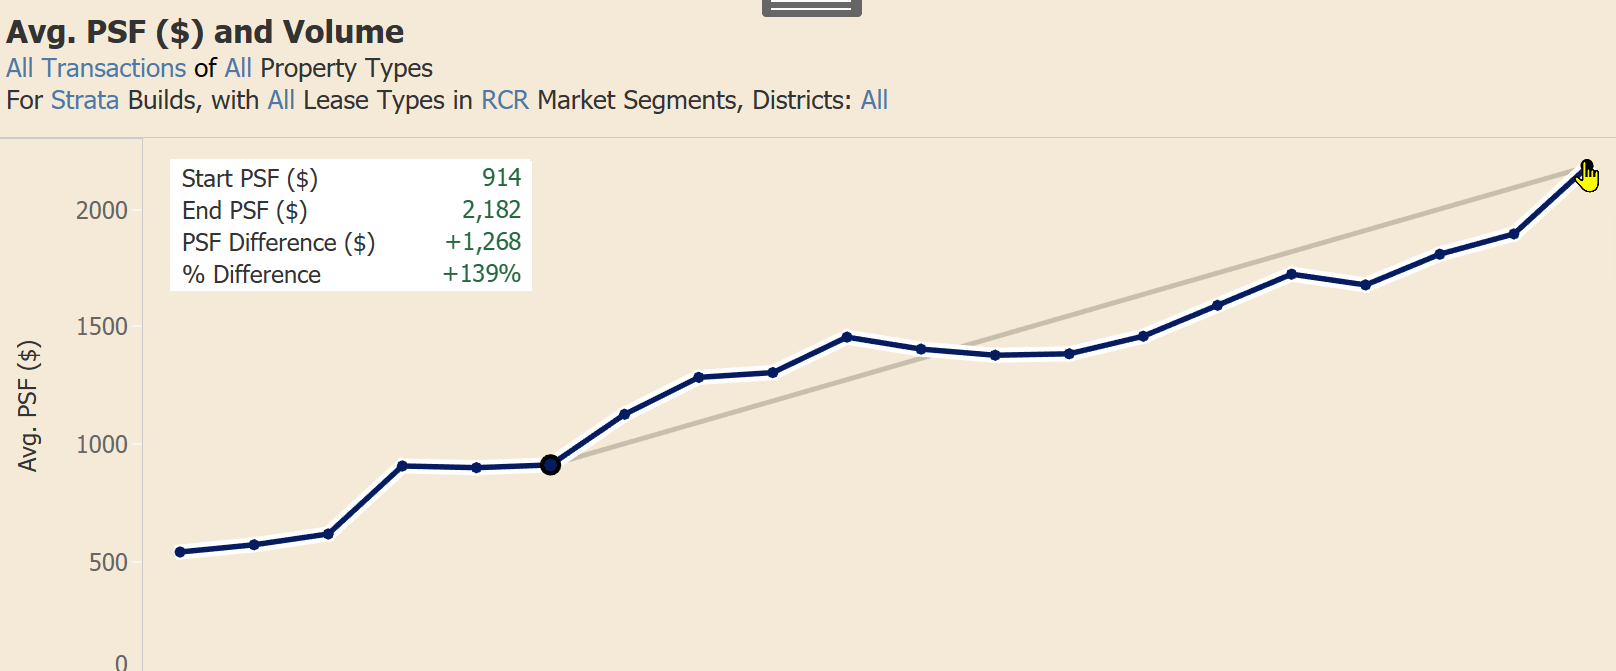 Avg. PSF ($) and Volume
All Transactions of All Property Types
For Strata Builds, with All Lease Types in RCR Market Segments, Districts: All
Start PSF ($) 914
End PSF ($) 2,182
PSF Difference ($) +1,268
% Difference +139%
Avg. PSF ($)
2000
1500
1000
500
0